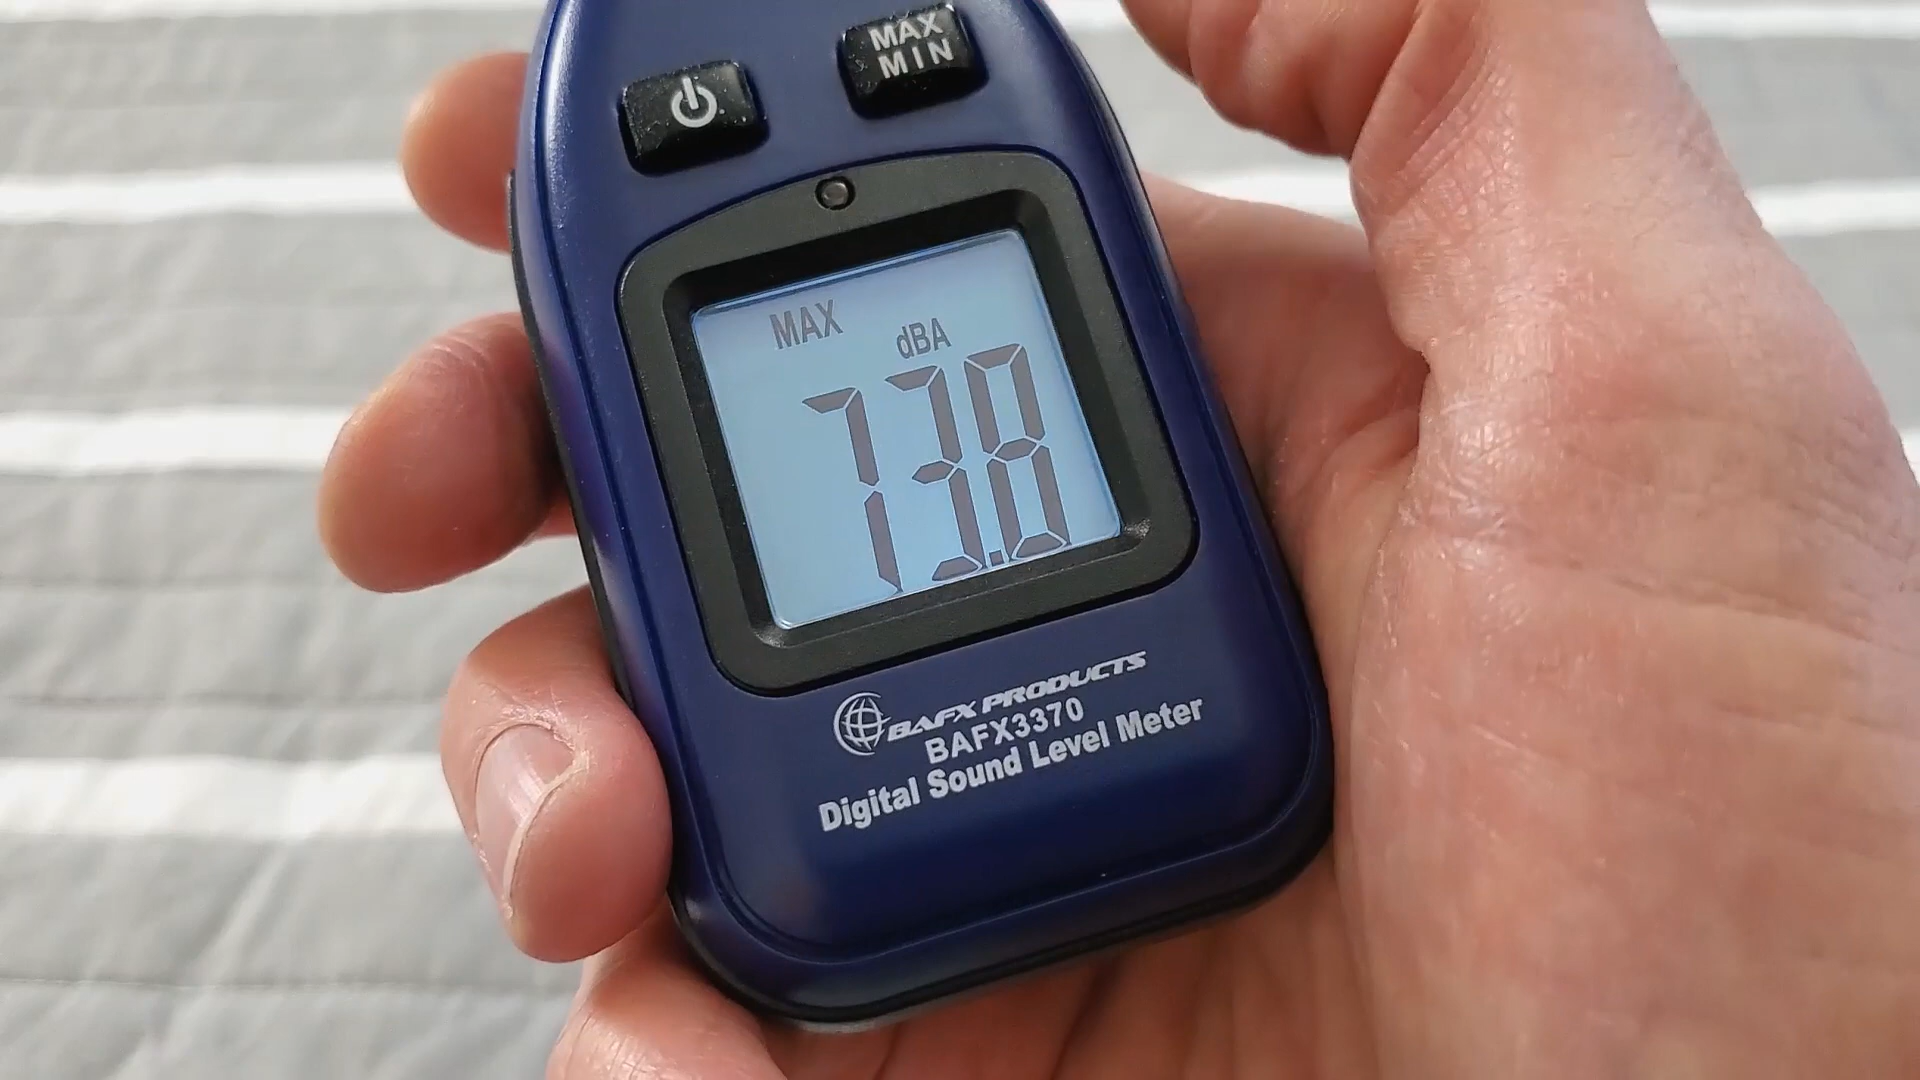 MAX
MIN
MAX
dBA
73.8
BAFX PRODUCTS
BAFX3370
Digital Sound Level Meter